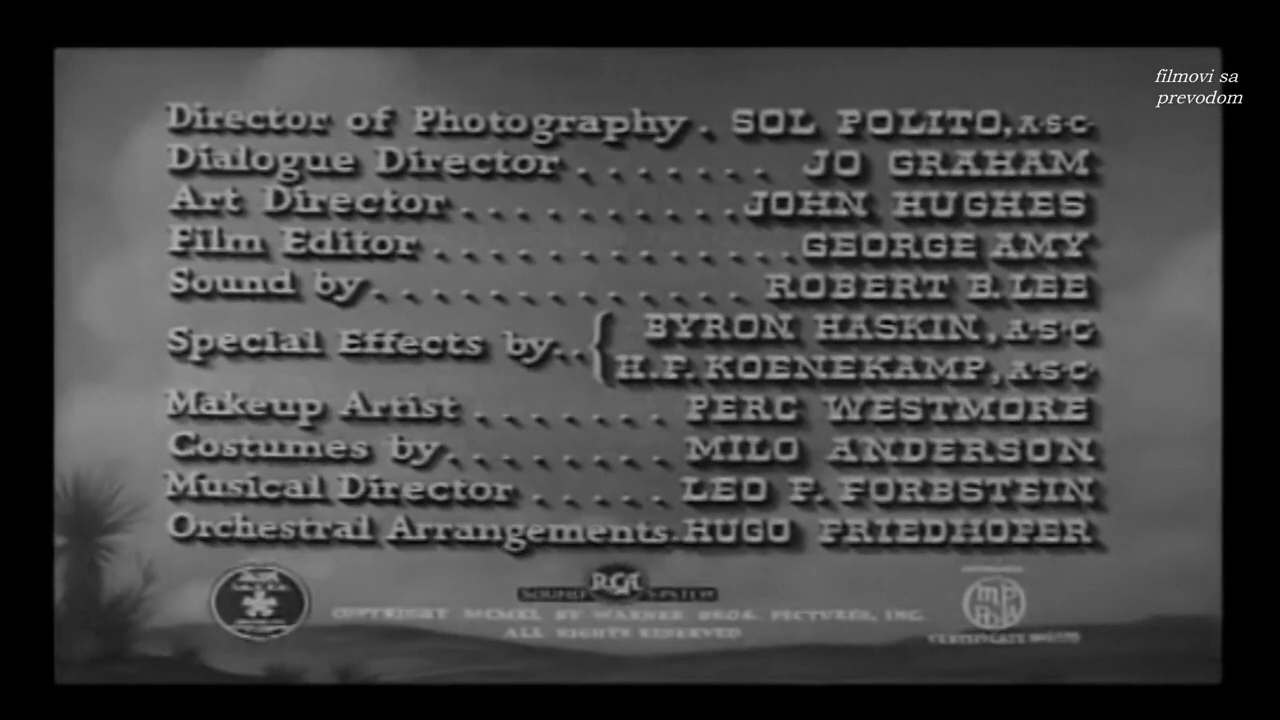 filmovi sa
prevodom
Director of Photography . SOL POLITO, A·S·C·
Dialogue Director . . . . . . . JO GRAHAM
Art Director . . . . . . . . . . . JOHN HUGHES
Film Editor . . . . . . . . . . . . . . GEORGE AMY
Sound by . . . . . . . . . . . . . . ROBERT B. LEE
Special Effects by . . { BYRON HASKIN, A·S·C·
H.F. KOENEKAMP, A·S·C·
Makeup Artist . . . . . . . PERC WESTMORE
Costumes by . . . . . . . . MILO ANDERSON
Musical Director . . . . . LEO F. FORBSTEIN
Orchestral Arrangements . HUGO FRIEDHOFER
RCA
SOUND SYSTEM
COPYRIGHT MCMXL BY WARNER BROS. PICTURES, INC.
ALL RIGHTS RESERVED
CERTIFICATE